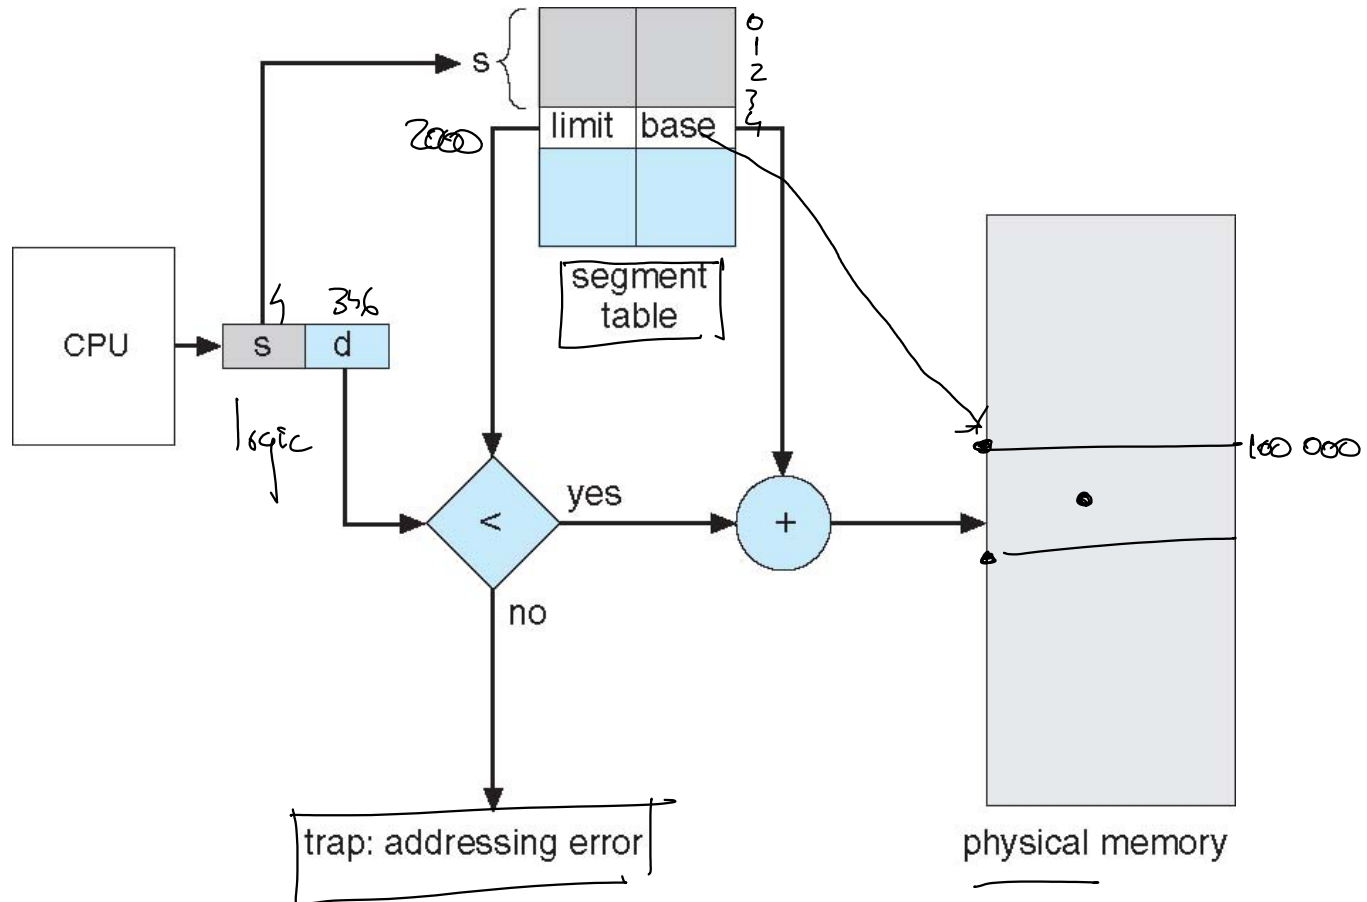 0
1
2
3
4
s
limit base
2000
segment
table
4 346
CPU
s d
logic
100 000
yes
<
+
no
trap: addressing error
physical memory